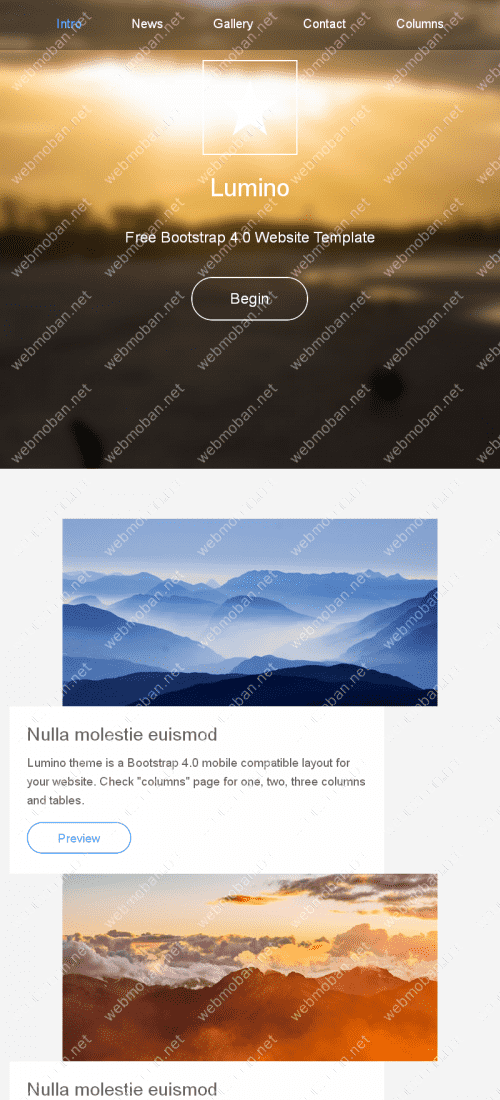 Intro News Gallery Contact Columns
Lumino
Free Bootstrap 4.0 Website Template
Begin
Nulla molestie euismod
Lumino theme is a Bootstrap 4.0 mobile compatible layout for
your website. Check "columns" page for one, two, three columns
and tables.
Preview
Nulla molestie euismod
webmoban.net